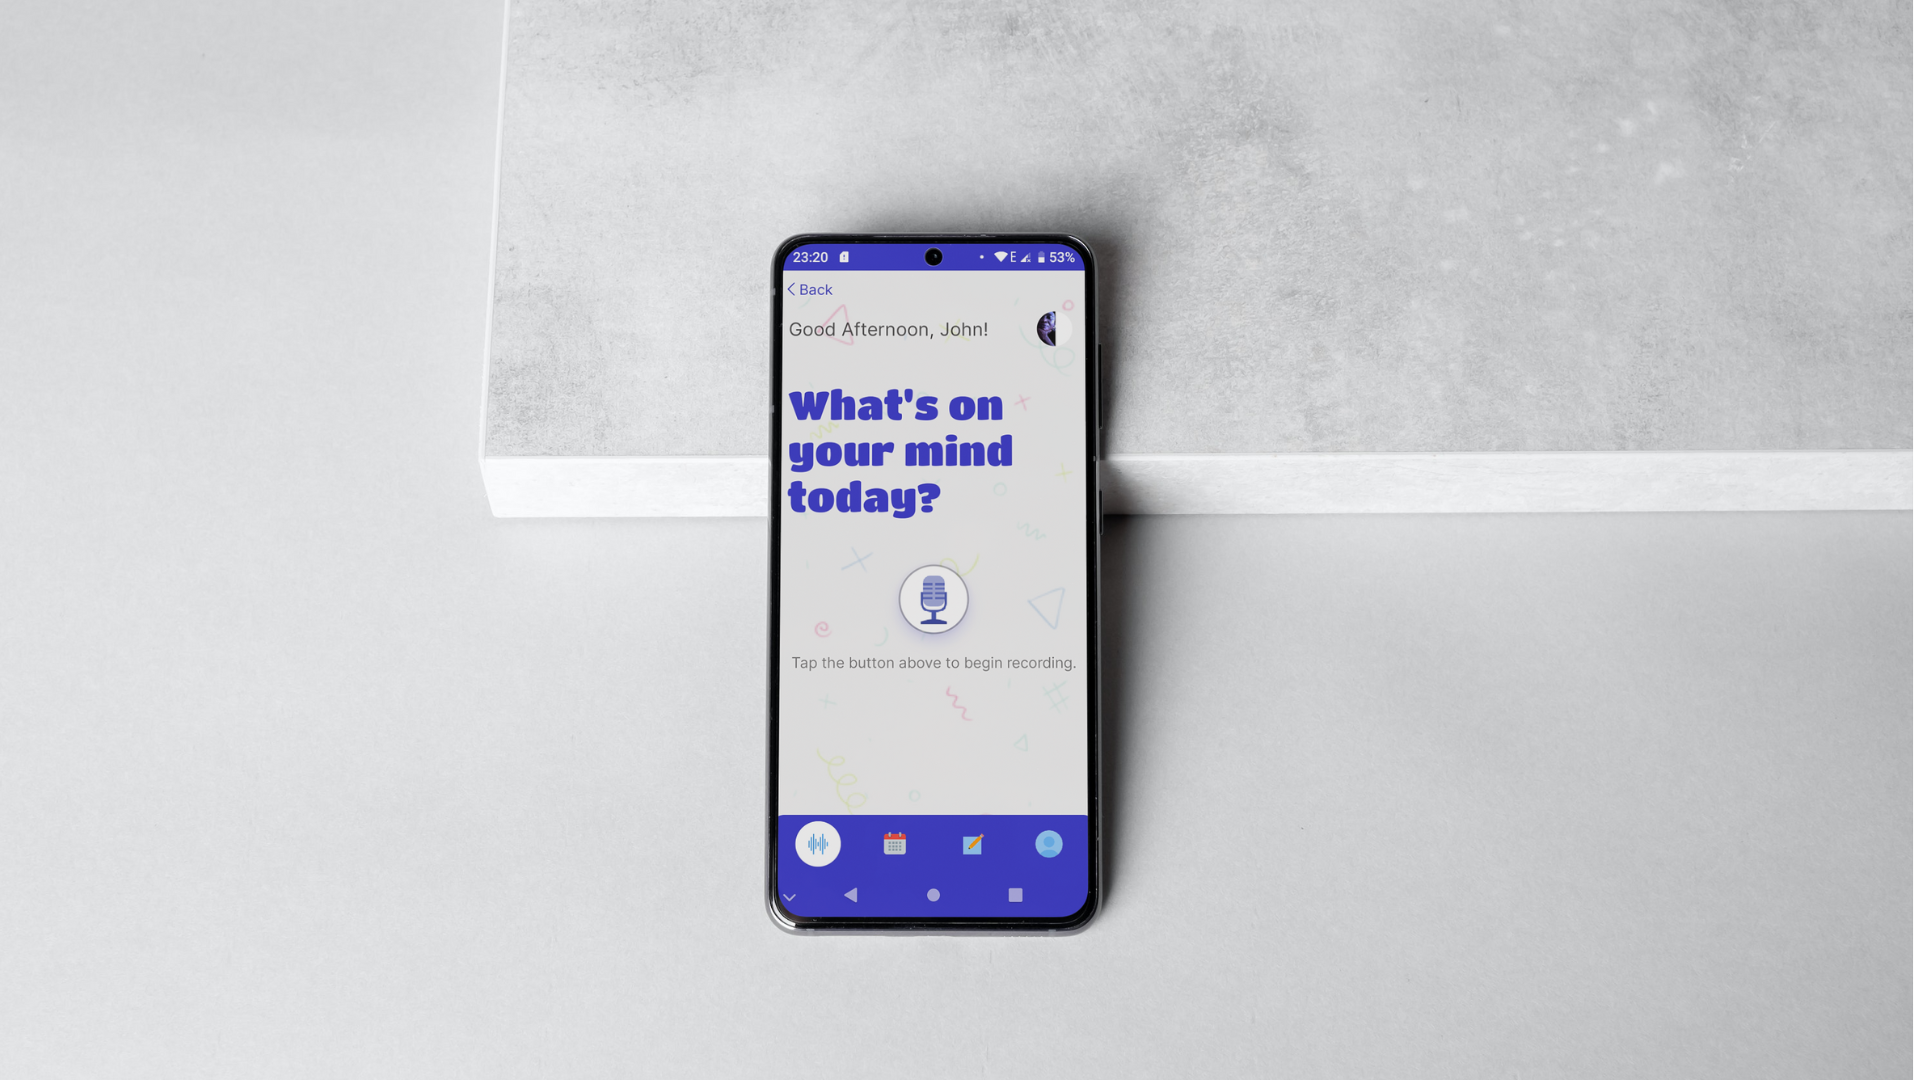 23:20 E 53%
Back
Good Afternoon, John!
What's on
your mind
today?
Tap the button above to begin recording.